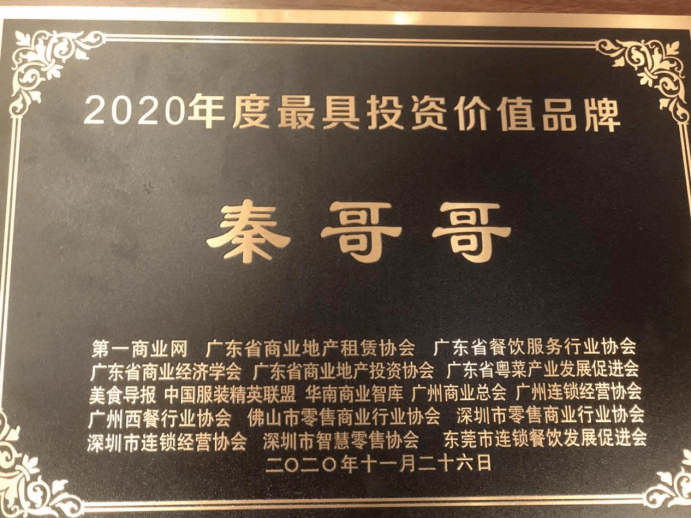 2020年度最具投资价值品牌
秦哥哥
第一商业网 广东省商业地产租赁协会 广东省餐饮服务行业协会
广东省商业经济学会 广东省商业地产投资协会 广东省粤菜产业发展促进会
美食导报 中国服装精英联盟 华南商业智库 广州商业总会 广州连锁经营协会
广州西餐行业协会 佛山市零售商业行业协会 深圳市零售商业行业协会
深圳市连锁经营协会 深圳市智慧零售协会 东莞市连锁餐饮发展促进会
二〇二〇年十一月二十六日